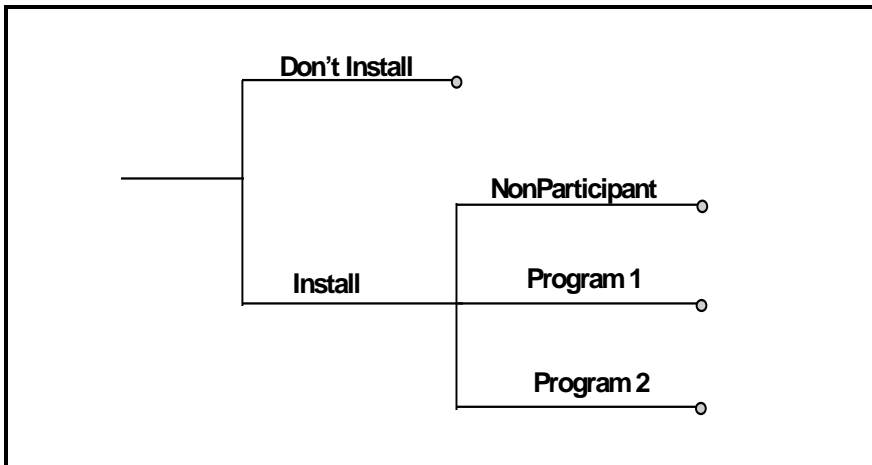 Don't Install
NonParticipant
Install
Program 1
Program 2